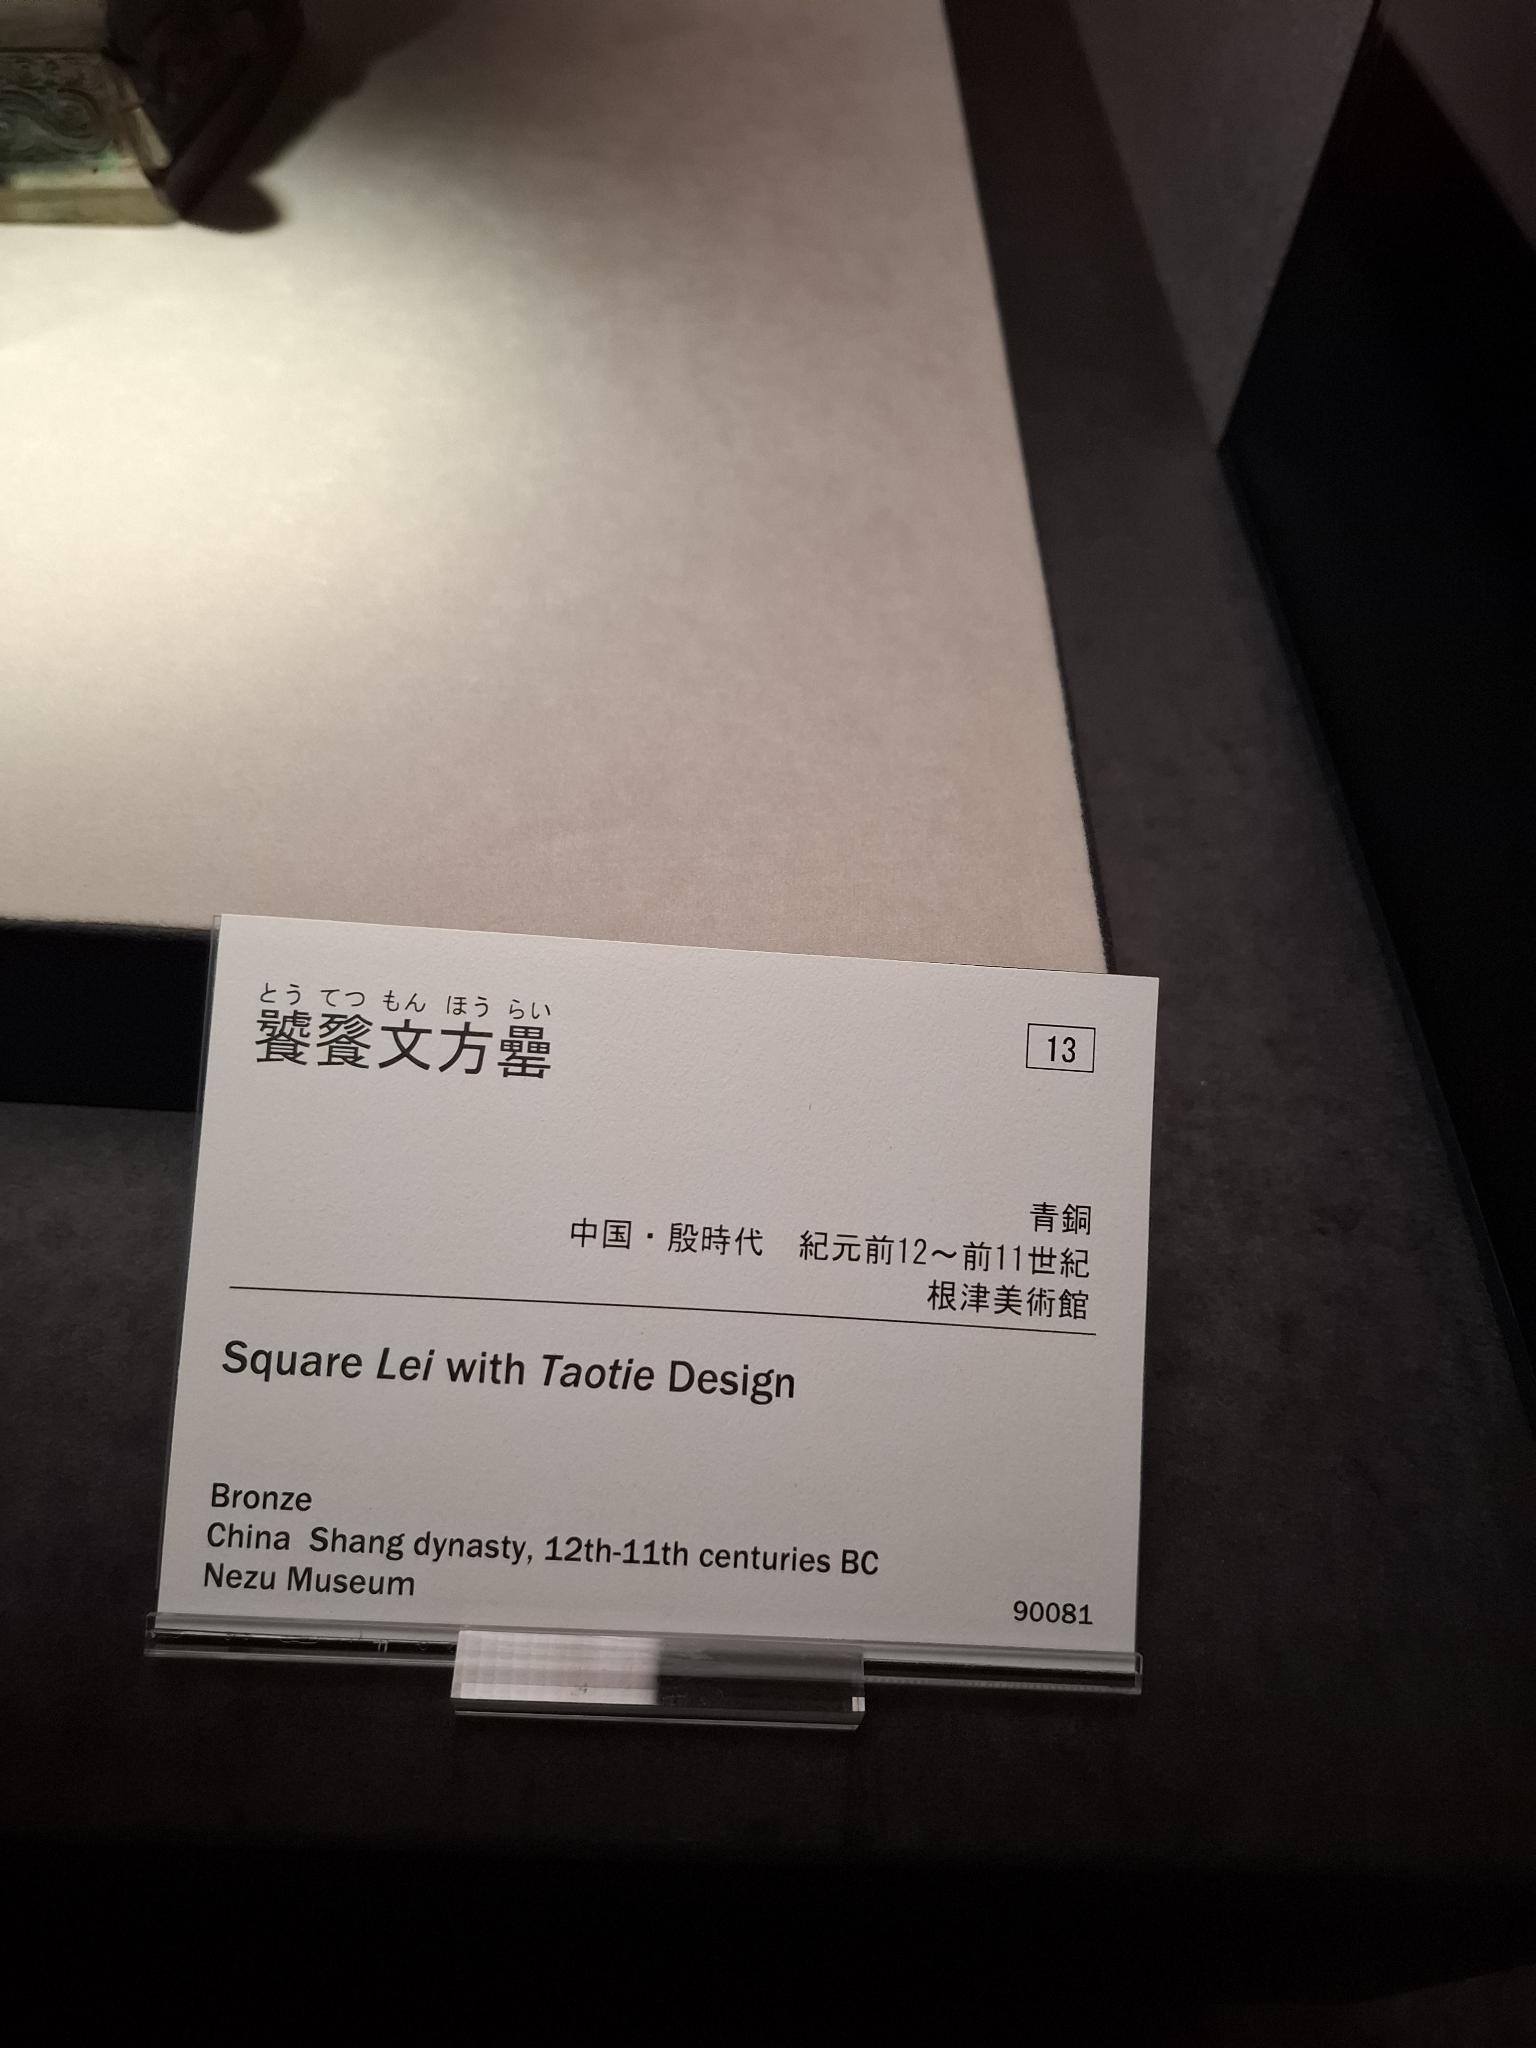 とう てつ もん ほう らい
饕餮文方罍
13
青銅
中国・殷時代　紀元前12～前11世紀
根津美術館
Square Lei with Taotie Design
Bronze
China Shang dynasty, 12th-11th centuries BC
Nezu Museum
90081